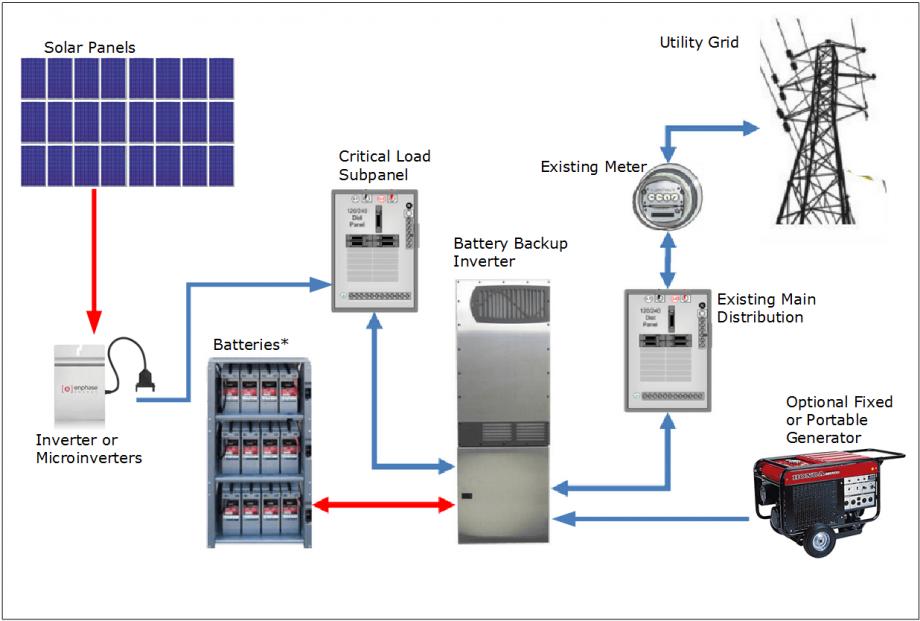 Solar Panels
Utility Grid
Critical Load
Subpanel
Existing Meter
120/240
Dist
Panel
Battery Backup
Inverter
Existing Main
Distribution
120/240
Dist
Panel
Batteries*
enphase
Inverter or
Microinverters
Optional Fixed
or Portable
Generator
HONDA